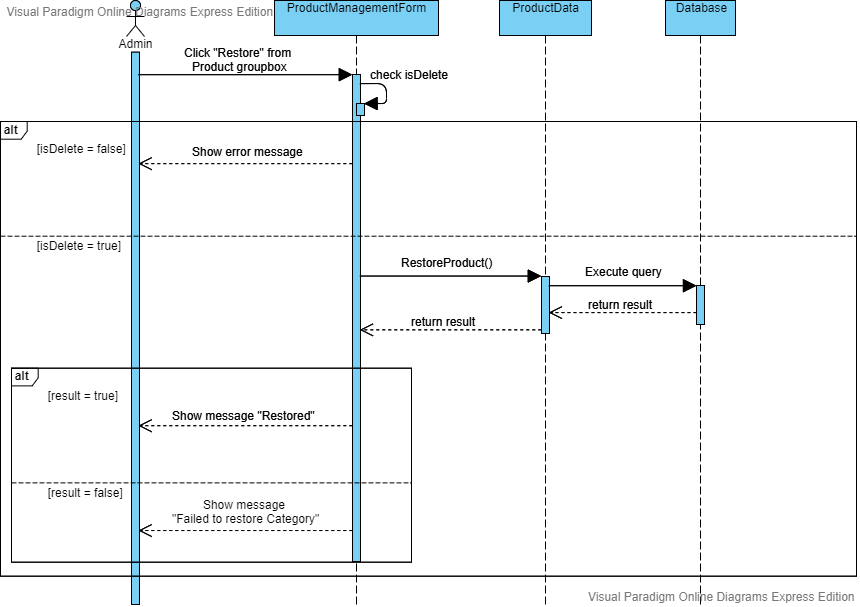 Visual Paradigm Online Diagrams Express Edition
ProductManagementForm
ProductData
Database
Admin
Click "Restore" from
Product groupbox
check isDelete
alt
[isDelete = false]
Show error message
[isDelete = true]
RestoreProduct()
Execute query
return result
return result
alt
[result = true]
Show message "Restored"
[result = false]
Show message
"Failed to restore Category"
Visual Paradigm Online Diagrams Express Edition